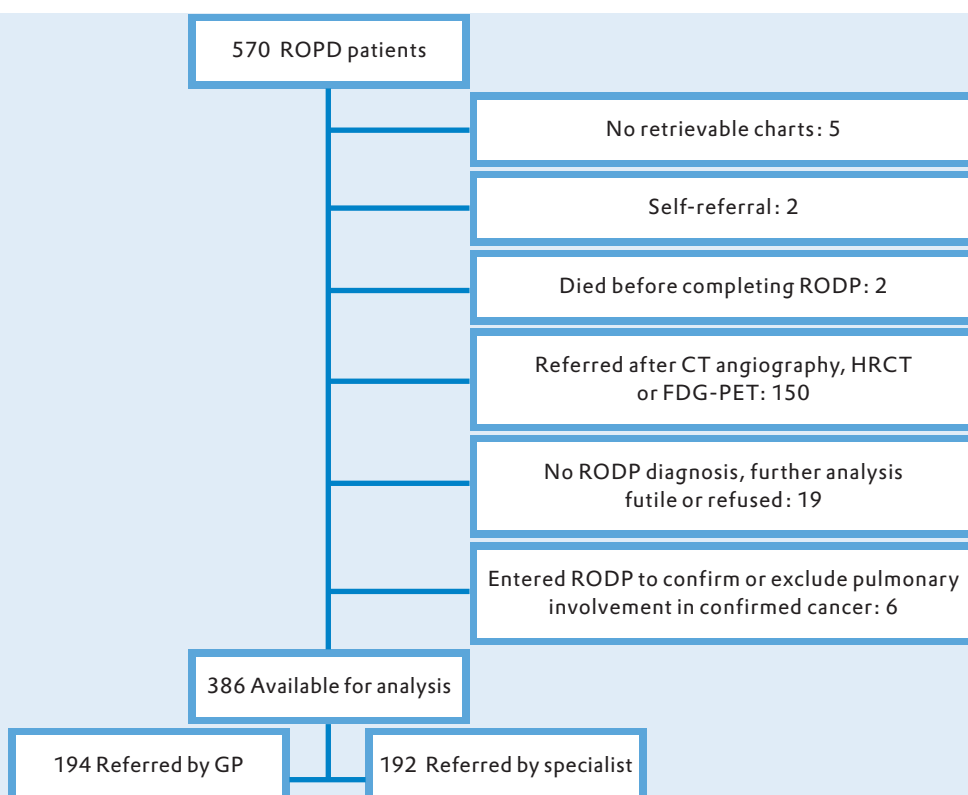 570 ROPD patients
No retrievable charts: 5
Self-referral: 2
Died before completing RODP: 2
Referred after CT angiography, HRCT
or FDG-PET: 150
No RODP diagnosis, further analysis
futile or refused: 19
Entered RODP to confirm or exclude pulmonary
involvement in confirmed cancer: 6
386 Available for analysis
194 Referred by GP
192 Referred by specialist